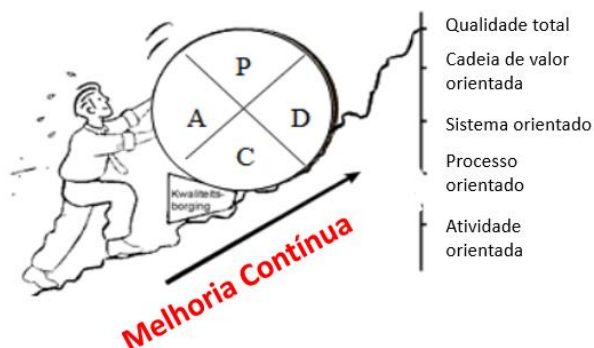 P
A
D
C
Kwaliteits-
borging
Melhoria Contínua
Qualidade total
Cadeia de valor
orientada
Sistema orientado
Processo
orientado
Atividade
orientada